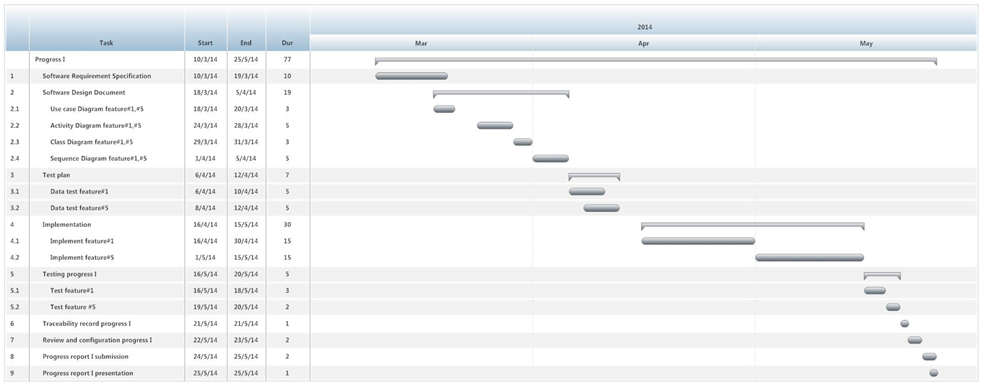 2014
Task Start End Dur Mar Apr May
Progress I 10/3/14 25/5/14 77
1 Software Requirement Specification 10/3/14 19/3/14 10
2 Software Design Document 18/3/14 5/4/14 19
2.1 Use case Diagram feature#1,#5 18/3/14 20/3/14 3
2.2 Activity Diagram feature#1,#5 24/3/14 28/3/14 5
2.3 Class Diagram feature#1,#5 29/3/14 31/3/14 3
2.4 Sequence Diagram feature#1,#5 1/4/14 5/4/14 5
3 Test plan 6/4/14 12/4/14 7
3.1 Data test feature#1 6/4/14 10/4/14 5
3.2 Data test feature#5 8/4/14 12/4/14 5
4 Implementation 16/4/14 15/5/14 30
4.1 Implement feature#1 16/4/14 30/4/14 15
4.2 Implement feature#5 1/5/14 15/5/14 15
5 Testing progress I 16/5/14 20/5/14 5
5.1 Test feature#1 16/5/14 18/5/14 3
5.2 Test feature #5 19/5/14 20/5/14 2
6 Traceability record progress I 21/5/14 21/5/14 1
7 Review and configuration progress I 22/5/14 23/5/14 2
8 Progress report I submission 24/5/14 25/5/14 2
9 Progress report I presentation 25/5/14 25/5/14 1